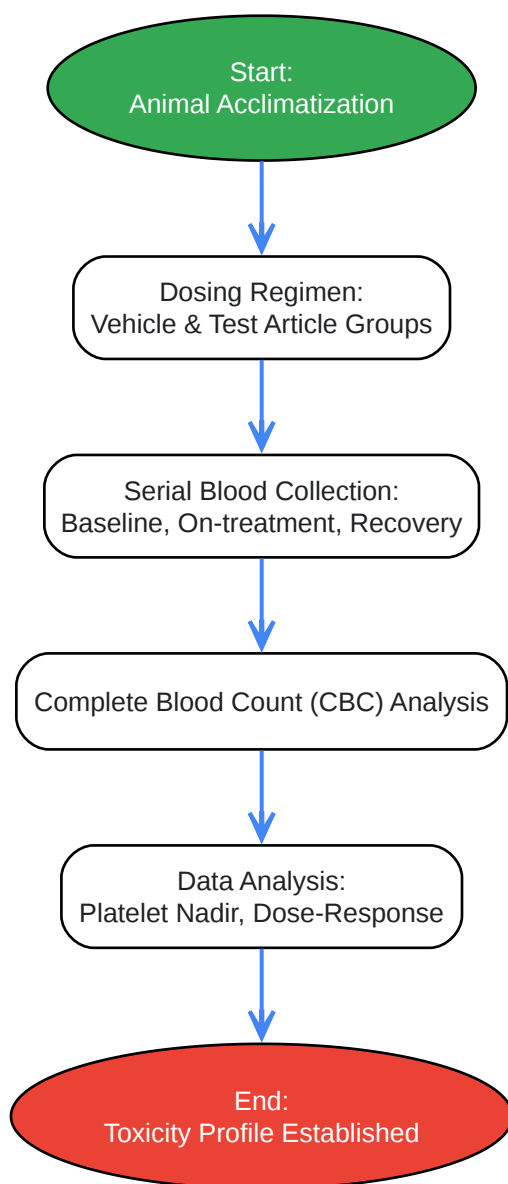 Start:
Animal Acclimatization
Dosing Regimen:
Vehicle & Test Article Groups
Serial Blood Collection:
Baseline, On-treatment, Recovery
Complete Blood Count (CBC) Analysis
Data Analysis:
Platelet Nadir, Dose-Response
End:
Toxicity Profile Established